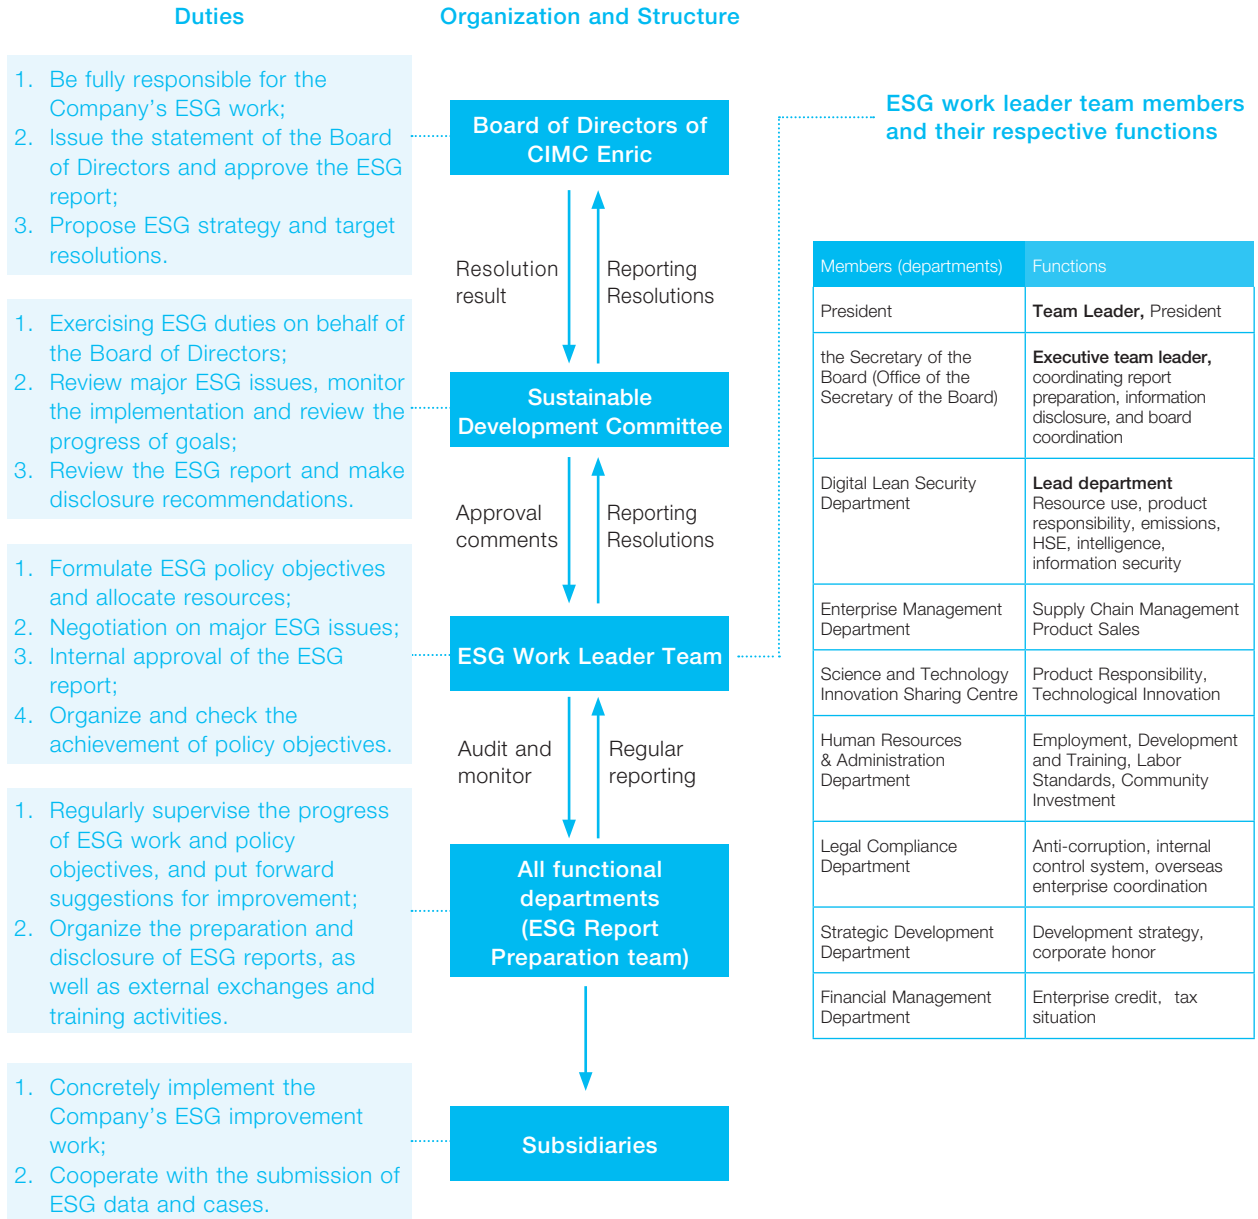 Duties
Organization and Structure
1. Be fully responsible for the
Company’s ESG work;
2. Issue the statement of the Board
of Directors and approve the ESG
report;
3. Propose ESG strategy and target
resolutions.
Board of Directors of
CIMC Enric
Resolution
result
Reporting
Resolutions
1. Exercising ESG duties on behalf of
the Board of Directors;
2. Review major ESG issues, monitor
the implementation and review the
progress of goals;
3. Review the ESG report and make
disclosure recommendations.
Sustainable
Development Committee
Approval
comments
Reporting
Resolutions
1. Formulate ESG policy objectives
and allocate resources;
2. Negotiation on major ESG issues;
3. Internal approval of the ESG
report;
4. Organize and check the
achievement of policy objectives.
ESG Work Leader Team
Audit and
monitor
Regular
reporting
1. Regularly supervise the progress
of ESG work and policy
objectives, and put forward
suggestions for improvement;
2. Organize the preparation and
disclosure of ESG reports, as
well as external exchanges and
training activities.
All functional
departments
(ESG Report
Preparation team)
1. Concretely implement the
Company’s ESG improvement
work;
2. Cooperate with the submission of
ESG data and cases.
Subsidiaries
ESG work leader team members
and their respective functions
Members (departments)
Functions
President
Team Leader, President
the Secretary of the
Board (Office of the
Secretary of the Board)
Executive team leader,
coordinating report
preparation, information
disclosure, and board
coordination
Digital Lean Security
Department
Lead department
Resource use, product
responsibility, emissions,
HSE, intelligence,
information security
Enterprise Management
Department
Supply Chain Management
Product Sales
Science and Technology
Innovation Sharing Centre
Product Responsibility,
Technological Innovation
Human Resources
& Administration
Department
Employment, Development
and Training, Labor
Standards, Community
Investment
Legal Compliance
Department
Anti-corruption, internal
control system, overseas
enterprise coordination
Strategic Development
Department
Development strategy,
corporate honor
Financial Management
Department
Enterprise credit, tax
situation